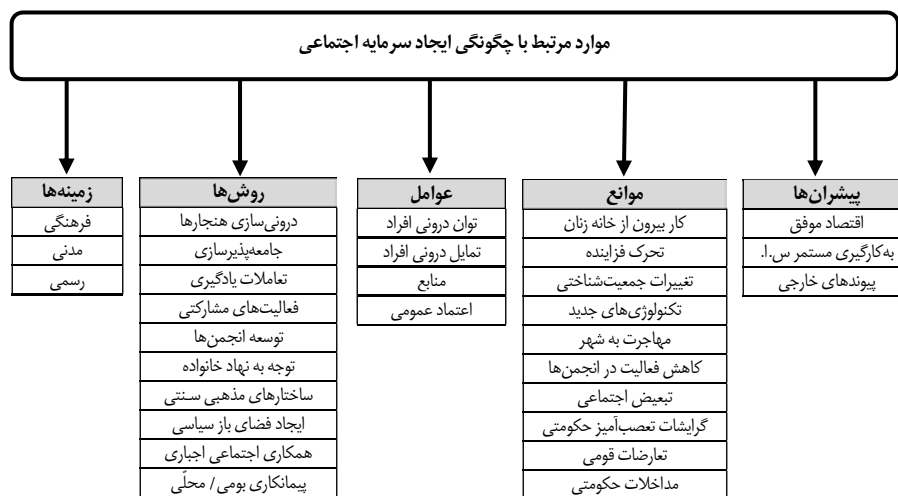 موارد مرتبط با چگونگی ایجاد سرمایه اجتماعی
پیشران‌ها
اقتصاد موفق
به‌کارگیری مستمر س.ا.
پیوندهای خارجی
موانع
کار بیرون از خانه زنان
تحرک فزاینده
تغییرات جمعیت‌شناختی
تکنولوژی‌های جدید
مهاجرت به شهر
کاهش فعالیت در انجمن‌ها
تبعیض اجتماعی
گرایشات تعصب‌آمیز حکومتی
تعارضات قومی
مداخلات حکومتی
عوامل
توان درونی افراد
تمایل درونی افراد
منابع
اعتماد عمومی
روش‌ها
درونی‌سازی هنجارها
جامعه‌پذیرسازی
تعاملات یادگیری
فعالیت‌های مشارکتی
توسعه انجمن‌ها
توجه به نهاد خانواده
ساختارهای مذهبی سنتی
ایجاد فضای باز سیاسی
همکاری اجتماعی اجباری
پیمانکاری بومی/ محلّی
زمینه‌ها
فرهنگی
مدنی
رسمی